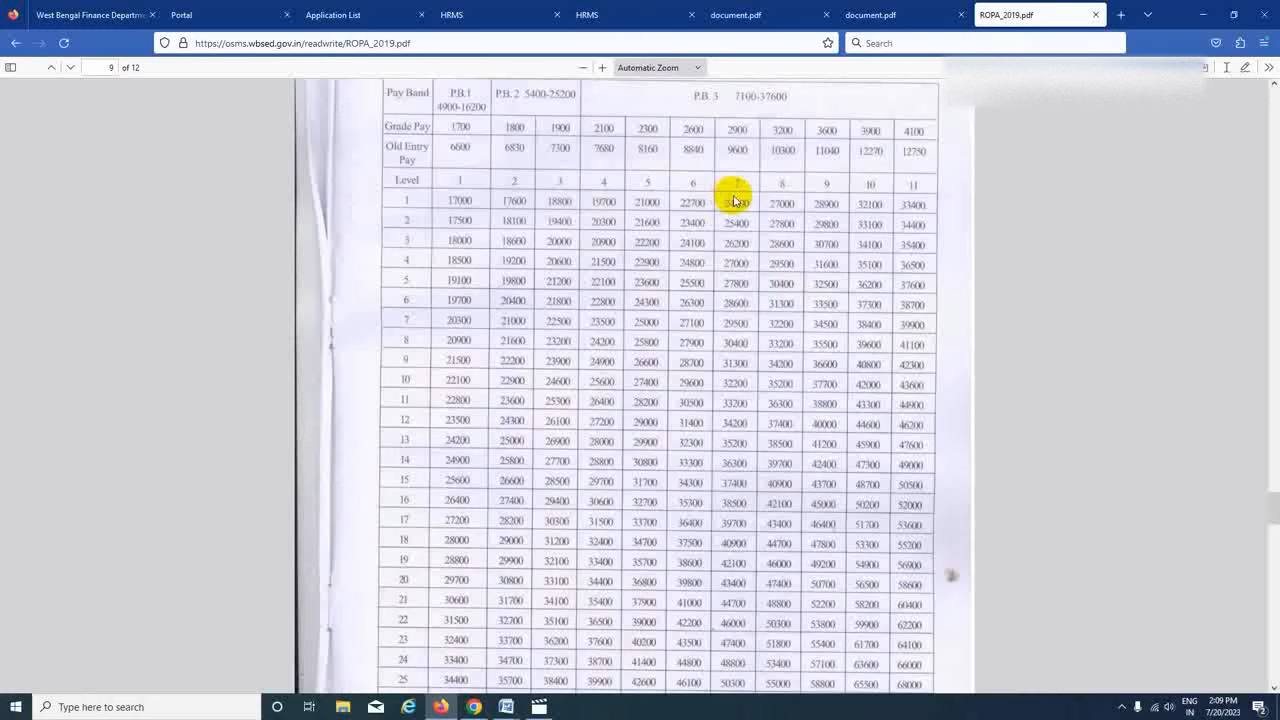 West Bengal Finance Departm
Portal
Application List
HRMS
HRMS
document.pdf
document.pdf
ROPA_2019.pdf
https://osms.wbsed.gov.in/readwrite/ROPA_2019.pdf
Search
9 of 12
Automatic Zoom
Pay Band P.B.1 4900-16200 P.B. 2 5400-25200 P.B. 3 7100-37600
Grade Pay 1700 1800 1900 2100 2300 2600 2900 3200 3600 3900 4100
Old Entry Pay 6600 6830 7300 7680 8160 8840 9600 10300 11040 12270 12750
Level 1 2 3 4 5 6 7 8 9 10 11
1 17000 17600 18800 19700 21000 22700 27000 28900 32100 33400
2 17500 18100 19400 20300 21600 23400 25400 27800 29800 33100 34400
3 18000 18600 20000 20900 22200 24100 26200 28600 30700 34100 35400
4 18500 19200 20600 21500 22900 24800 27000 29500 31600 35100 36500
5 19100 19800 21200 22100 23600 25500 27800 30400 32500 36200 37600
6 19700 20400 21800 22800 24300 26300 28600 31300 33500 37300 38700
7 20300 21000 22500 23500 25000 27100 29500 32200 34500 38400 39900
8 20900 21600 23200 24200 25800 27900 30400 33200 35500 39600 41100
9 21500 22200 23900 24900 26600 28700 31300 34200 36600 40800 42300
10 22100 22900 24600 25600 27400 29600 32200 35200 37700 42000 43600
11 22800 23600 25300 26400 28200 30500 33200 36300 38800 43300 44900
12 23500 24300 26100 27200 29000 31400 34200 37400 40000 44600 46200
13 24200 25000 26900 28000 29900 32300 35200 38500 41200 45900 47600
14 24900 25800 27700 28800 30800 33300 36300 39700 42400 47300 49000
15 25600 26600 28500 29700 31700 34300 37400 40900 43700 48700 50500
16 26400 27400 29400 30600 32700 35300 38500 42100 45000 50200 52000
17 27200 28200 30300 31500 33700 36400 39700 43400 46400 51700 53600
18 28000 29000 31200 32400 34700 37500 40900 44700 47800 53300 55200
19 28800 29900 32100 33400 35700 38600 42100 46000 49200 54900 56900
20 29700 30800 33100 34400 36800 39800 43400 47400 50700 56500 58600
21 30600 31700 34100 35400 37900 41000 44700 48800 52200 58200 60400
22 31500 32700 35100 36500 39000 42200 46000 50300 53800 59900 62200
23 32400 33700 36200 37600 40200 43500 47400 51800 55400 61700 64100
24 33400 34700 37300 38700 41400 44800 48800 53400 57100 63600 66000
25 34400 35700 38400 39900 42600 46100 50300 55000 58800 65500 68000
Type here to search
ENG
IN
2:09 PM
7/20/2023
2